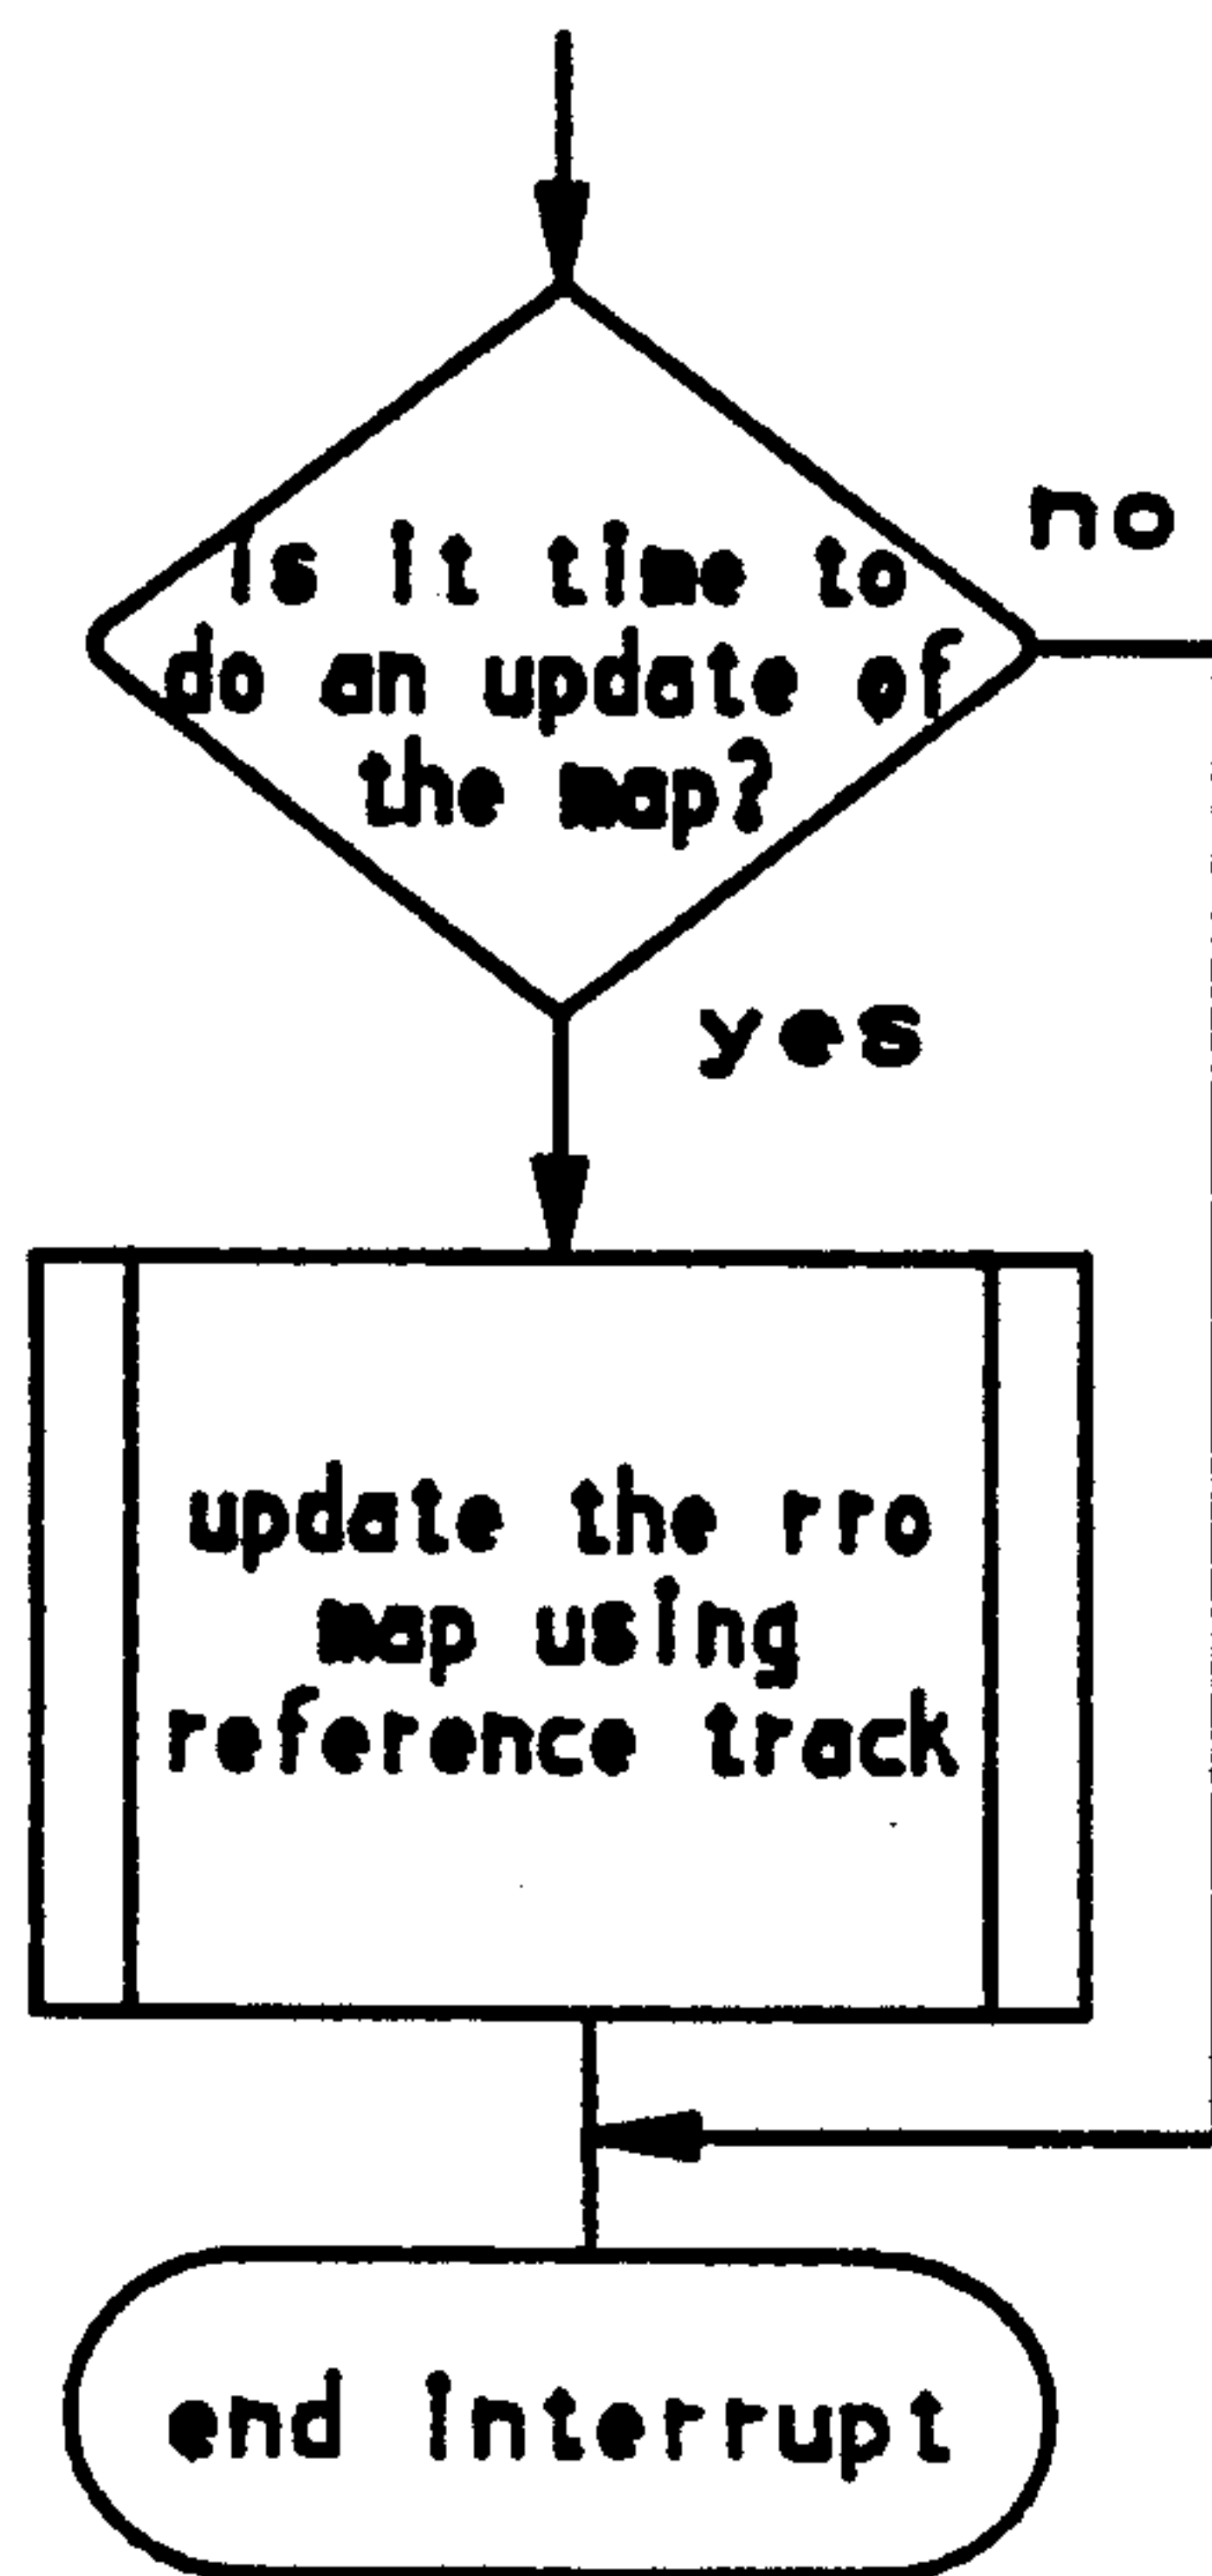 is it time to
no
do an update of
the map?
yes
update the rro
map using
reference track
end interrupt